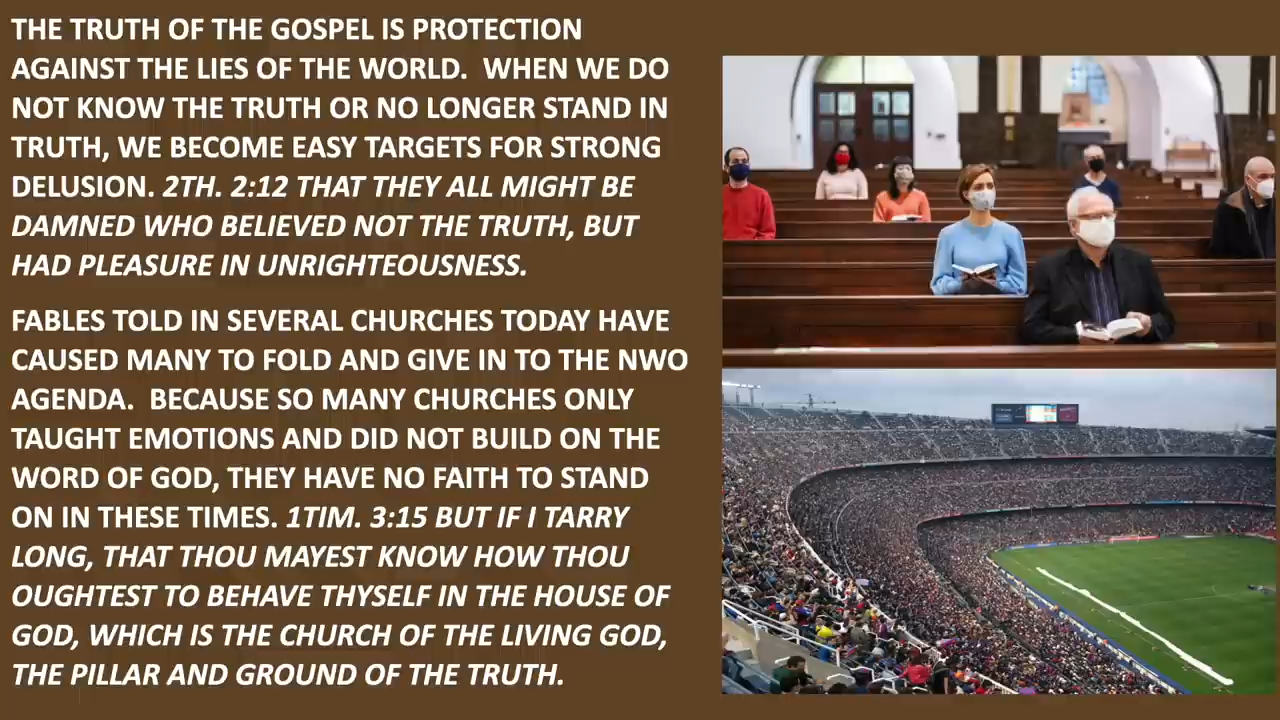 THE TRUTH OF THE GOSPEL IS PROTECTION
AGAINST THE LIES OF THE WORLD.  WHEN WE DO
NOT KNOW THE TRUTH OR NO LONGER STAND IN
TRUTH, WE BECOME EASY TARGETS FOR STRONG
DELUSION. 2TH. 2:12 THAT THEY ALL MIGHT BE
DAMNED WHO BELIEVED NOT THE TRUTH, BUT
HAD PLEASURE IN UNRIGHTEOUSNESS.
FABLES TOLD IN SEVERAL CHURCHES TODAY HAVE
CAUSED MANY TO FOLD AND GIVE IN TO THE NWO
AGENDA.  BECAUSE SO MANY CHURCHES ONLY
TAUGHT EMOTIONS AND DID NOT BUILD ON THE
WORD OF GOD, THEY HAVE NO FAITH TO STAND
ON IN THESE TIMES. 1TIM. 3:15 BUT IF I TARRY
LONG, THAT THOU MAYEST KNOW HOW THOU
OUGHTEST TO BEHAVE THYSELF IN THE HOUSE OF
GOD, WHICH IS THE CHURCH OF THE LIVING GOD,
THE PILLAR AND GROUND OF THE TRUTH.